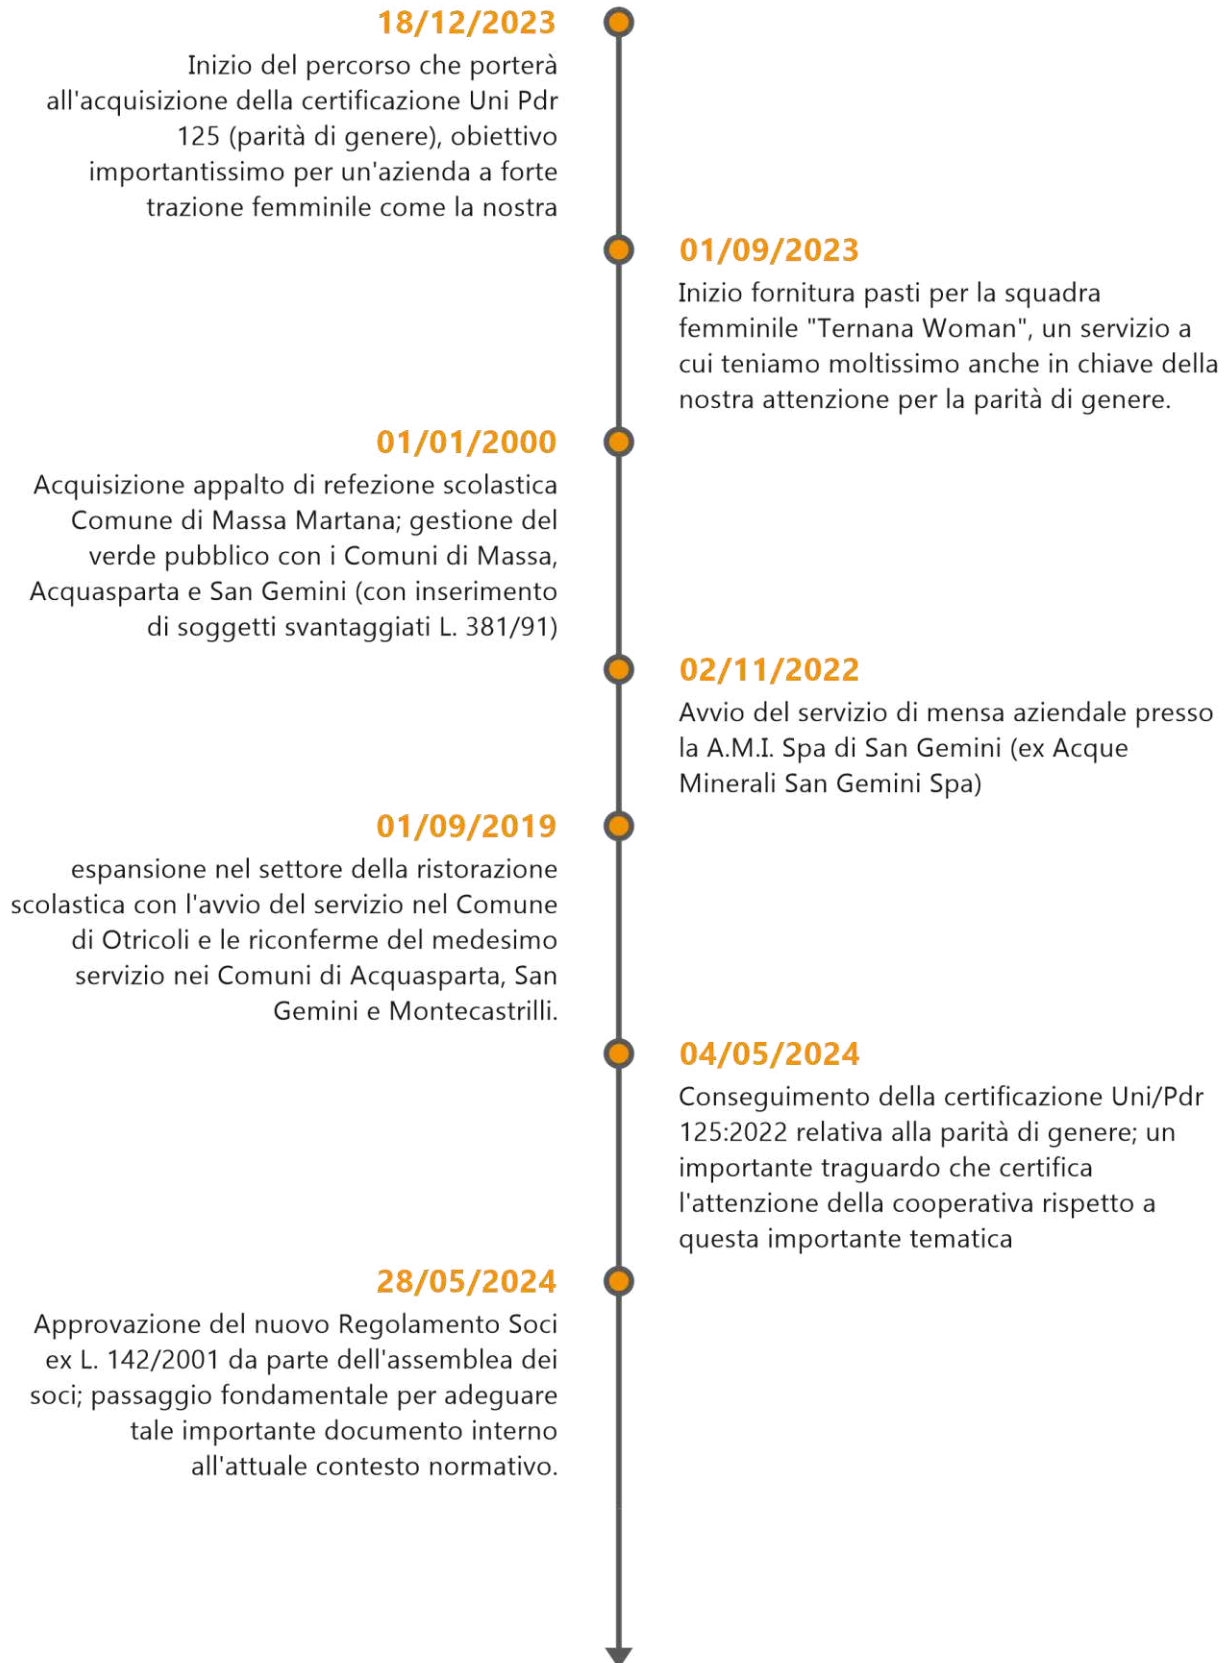 18/12/2023
Inizio del percorso che porterà
all'acquisizione della certificazione Uni Pdr
125 (parità di genere), obiettivo
importantissimo per un'azienda a forte
trazione femminile come la nostra
01/09/2023
Inizio fornitura pasti per la squadra
femminile "Ternana Woman", un servizio a
cui teniamo moltissimo anche in chiave della
nostra attenzione per la parità di genere.
01/01/2000
Acquisizione appalto di refezione scolastica
Comune di Massa Martana; gestione del
verde pubblico con i Comuni di Massa,
Acquasparta e San Gemini (con inserimento
di soggetti svantaggiati L. 381/91)
02/11/2022
Avvio del servizio di mensa aziendale presso
la A.M.I. Spa di San Gemini (ex Acque
Minerali San Gemini Spa)
01/09/2019
espansione nel settore della ristorazione
scolastica con l'avvio del servizio nel Comune
di Otricoli e le riconferme del medesimo
servizio nei Comuni di Acquasparta, San
Gemini e Montecastrilli.
04/05/2024
Conseguimento della certificazione Uni/Pdr
125:2022 relativa alla parità di genere; un
importante traguardo che certifica
l'attenzione della cooperativa rispetto a
questa importante tematica
28/05/2024
Approvazione del nuovo Regolamento Soci
ex L. 142/2001 da parte dell'assemblea dei
soci; passaggio fondamentale per adeguare
tale importante documento interno
all'attuale contesto normativo.